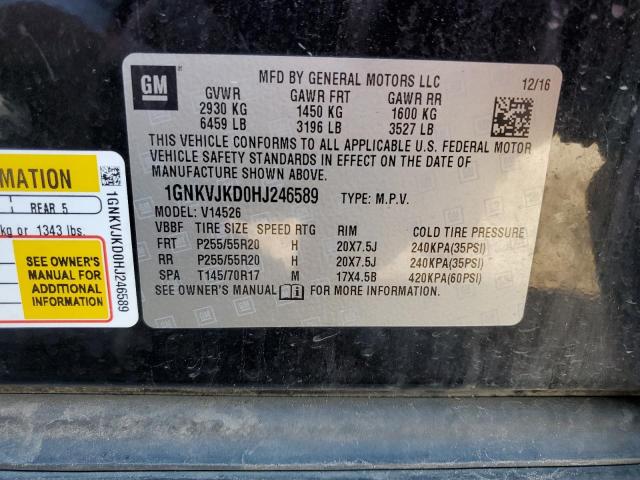 GM
MFD BY GENERAL MOTORS LLC
12/16
GVWR GAWR FRT GAWR RR
2930 KG 1450 KG 1600 KG
6459 LB 3196 LB 3527 LB
THIS VEHICLE CONFORMS TO ALL APPLICABLE U.S. FEDERAL MOTOR
VEHICLE SAFETY STANDARDS IN EFFECT ON THE DATE OF
MANUFACTURE SHOWN ABOVE.
1GNKVJKD0HJ246589 TYPE: M.P.V.
MODEL: V14526
VBBF TIRE SIZE SPEED RTG RIM COLD TIRE PRESSURE
FRT P255/55R20 H 20X7.5J 240KPA(35PSI)
RR P255/55R20 H 20X7.5J 240KPA(35PSI)
SPA T145/70R17 M 17X4.5B 420KPA(60PSI)
SEE OWNER'S MANUAL FOR MORE INFORMATION.
MATION
REAR 5
kg or 1343 lbs.
SEE OWNER'S
MANUAL FOR
ADDITIONAL
INFORMATION
1GNKVJKD0HJ246589